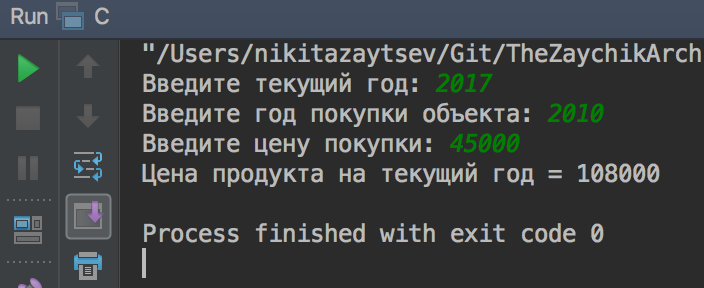 Run C
"/Users/nikitazaytsev/Git/TheZaychikArch
Введите текущий год: 2017
Введите год покупки объекта: 2010
Введите цену покупки: 45000
Цена продукта на текущий год = 108000
Process finished with exit code 0